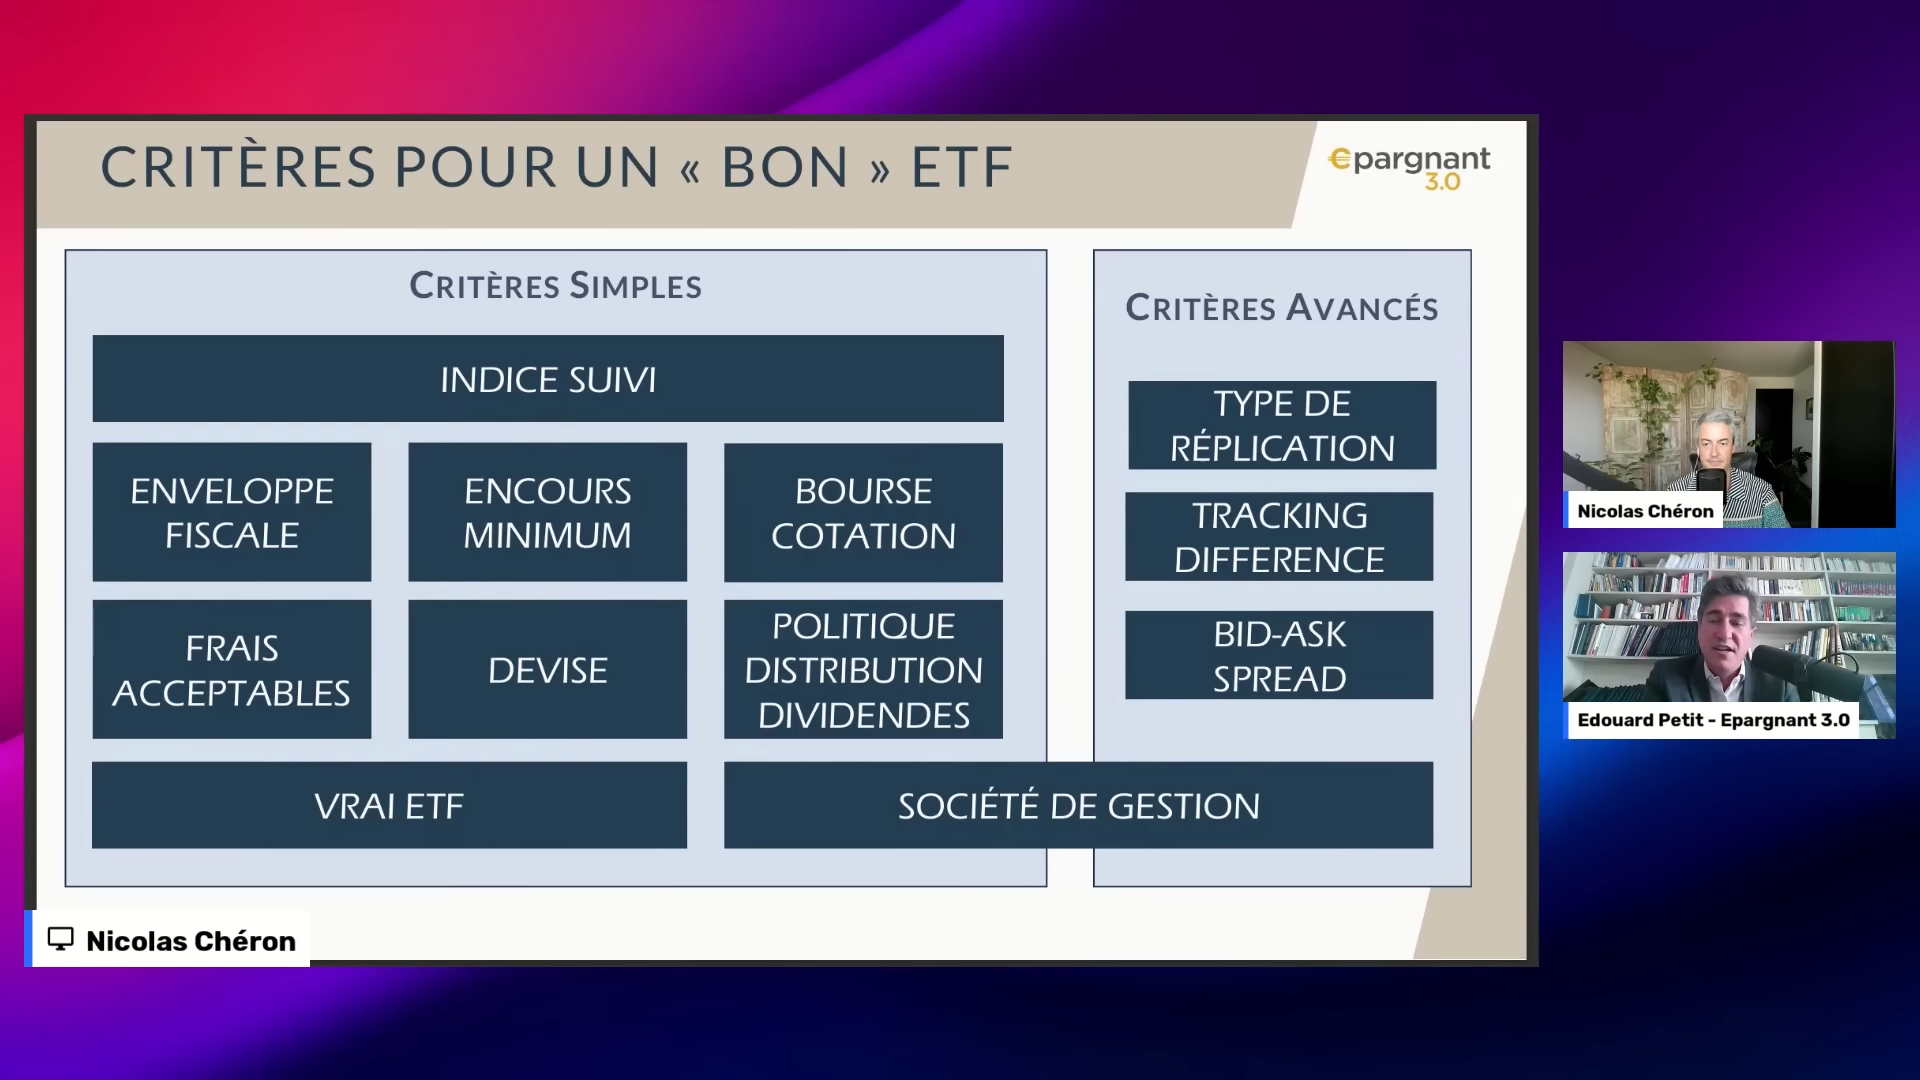 CRITÈRES POUR UN « BON » ETF
€pargnant
3.0
CRITÈRES SIMPLES
INDICE SUIVI
ENVELOPPE
FISCALE
ENCOURS
MINIMUM
BOURSE
COTATION
FRAIS
ACCEPTABLES
DEVISE
POLITIQUE
DISTRIBUTION
DIVIDENDES
VRAI ETF
SOCIÉTÉ DE GESTION
CRITÈRES AVANCÉS
TYPE DE
RÉPLICATION
TRACKING
DIFFERENCE
BID-ASK
SPREAD
Nicolas Chéron
Nicolas Chéron
Edouard Petit - Epargnant 3.0